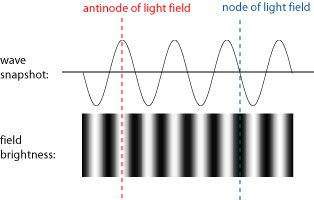 antinode of light field
node of light field
wave
snapshot:
field
brightness: